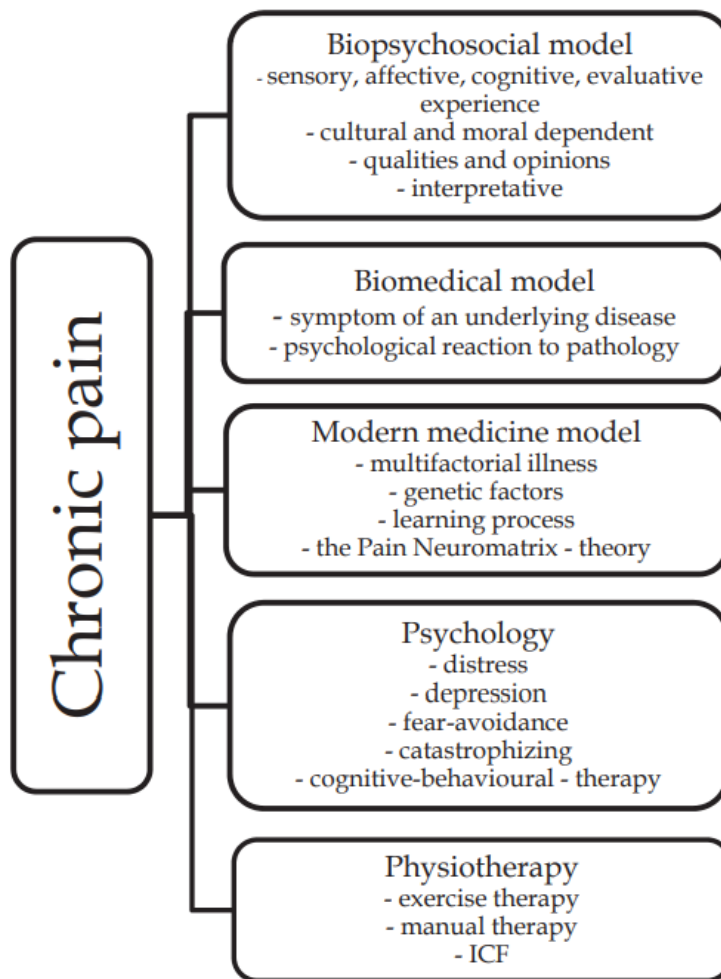 Chronic pain
Biopsychosocial model
- sensory, affective, cognitive, evaluative
experience
- cultural and moral dependent
- qualities and opinions
- interpretative
Biomedical model
- symptom of an underlying disease
- psychological reaction to pathology
Modern medicine model
- multifactorial illness
- genetic factors
- learning process
- the Pain Neuromatrix - theory
Psychology
- distress
- depression
- fear-avoidance
- catastrophizing
- cognitive-behavioural - therapy
Physiotherapy
- exercise therapy
- manual therapy
- ICF